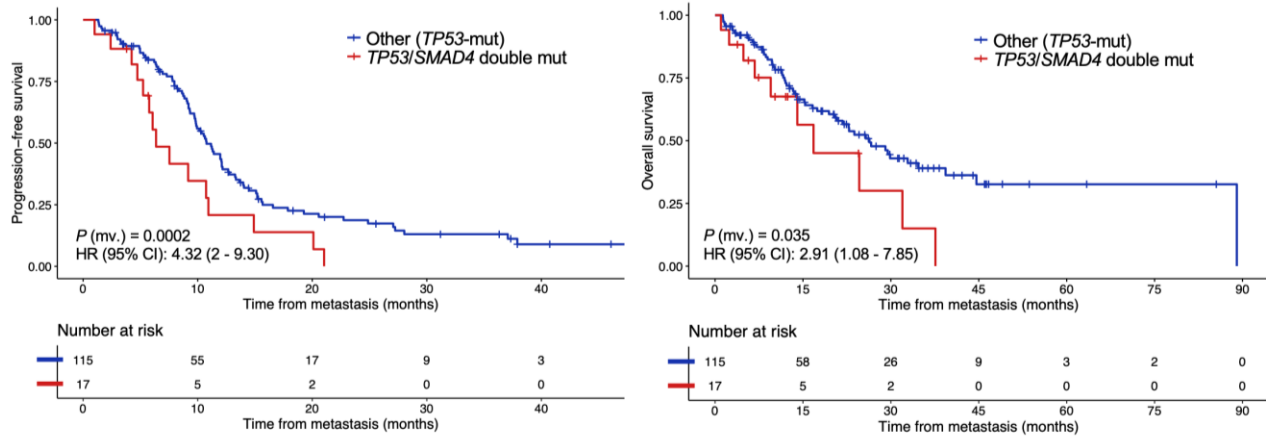 Progression-free survival
1.00
0.75
0.50
0.25
0.00
Other (TP53-mut)
TP53/SMAD4 double mut
P (mv.) = 0.0002
HR (95% CI): 4.32 (2 - 9.30)
0 10 20 30 40
Time from metastasis (months)
Number at risk
115 55 17 9 3
17 5 2 0 0
0 10 20 30 40
Time from metastasis (months)
Overall survival
1.00
0.75
0.50
0.25
0.00
Other (TP53-mut)
TP53/SMAD4 double mut
P (mv.) = 0.035
HR (95% CI): 2.91 (1.08 - 7.85)
0 15 30 45 60 75 90
Time from metastasis (months)
Number at risk
115 58 26 9 3 2 0
17 5 2 0 0 0 0
0 15 30 45 60 75 90
Time from metastasis (months)